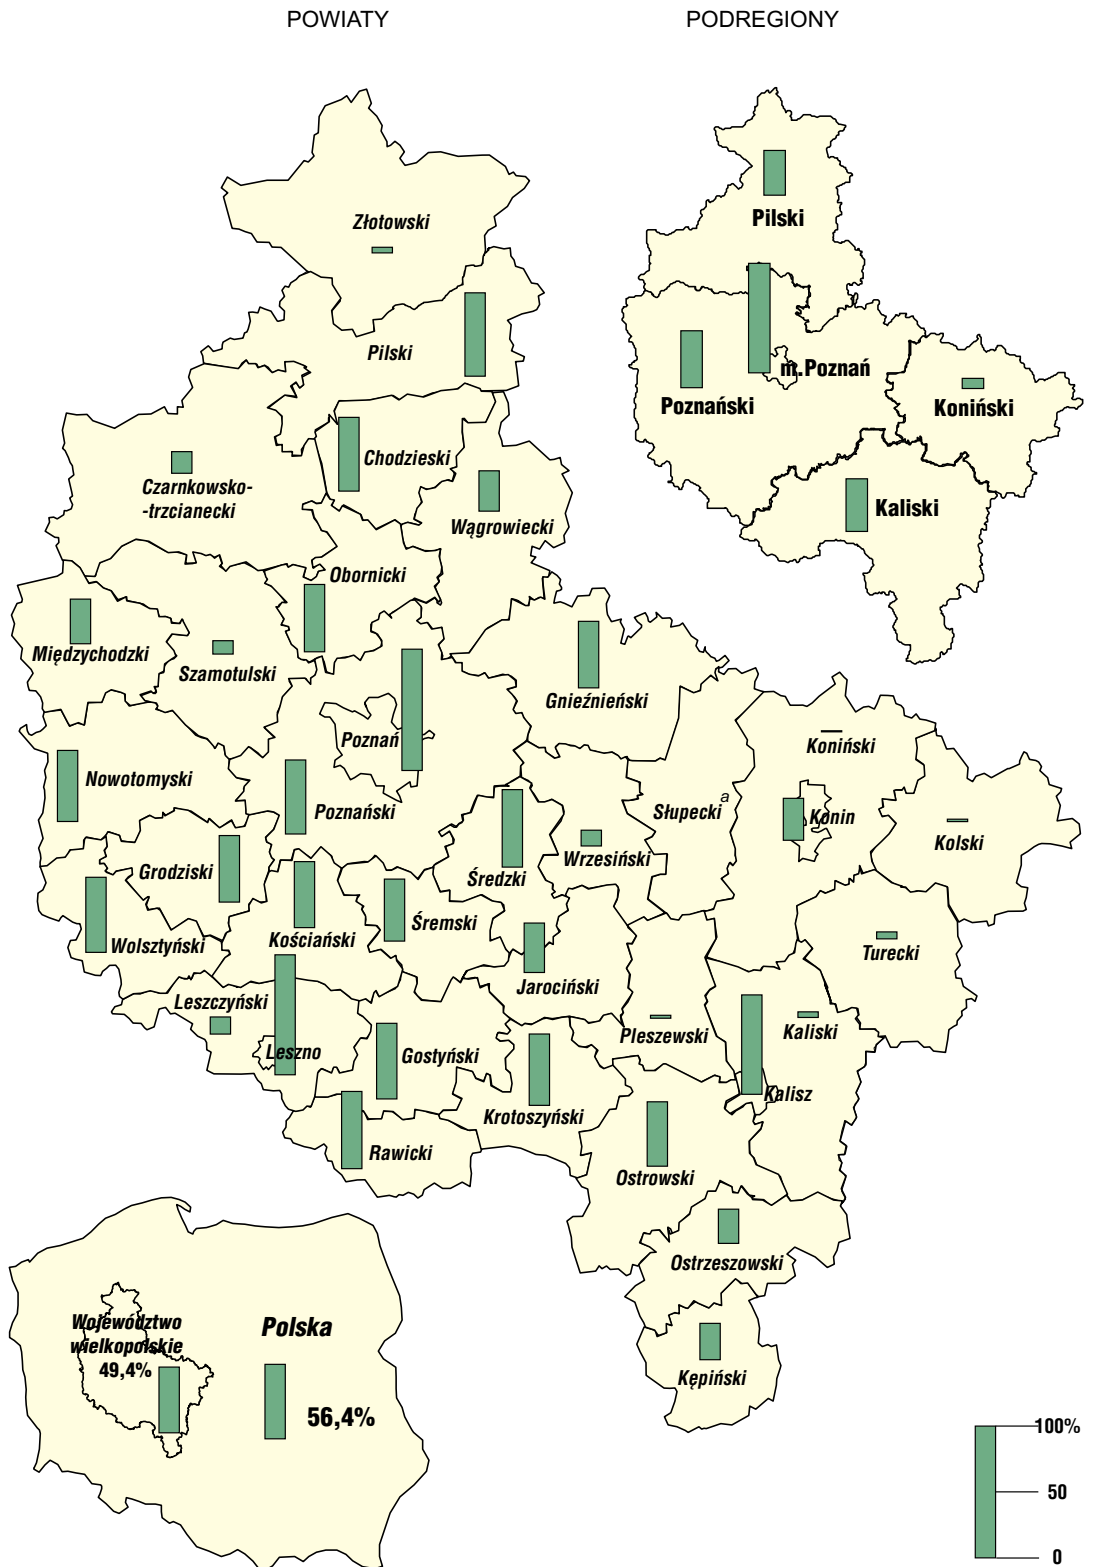 POWIATY
PODREGIONY
Złotowski
Pilski
Chodzieski
Czarnkowsko-
-trzcianecki
Wągrowiecki
Obornicki
Międzychodzki
Szamotulski
Gnieźnieński
Poznań
Nowotomyski
Poznański
Słupecki a
Koniński
Konin
Kolski
Wrzesiński
Średzki
Grodziski
Wolsztyński
Kościański
Śremski
Jarociński
Turecki
Leszczyński
Leszno
Gostyński
Pleszewski
Kaliski
Kalisz
Krotoszyński
Rawicki
Ostrowski
Ostrzeszowski
Kępiński
Pilski
m.Poznań
Poznański
Koniński
Kaliski
Województwo
wielkopolskie
49,4%
Polska
56,4%
100%
50
0